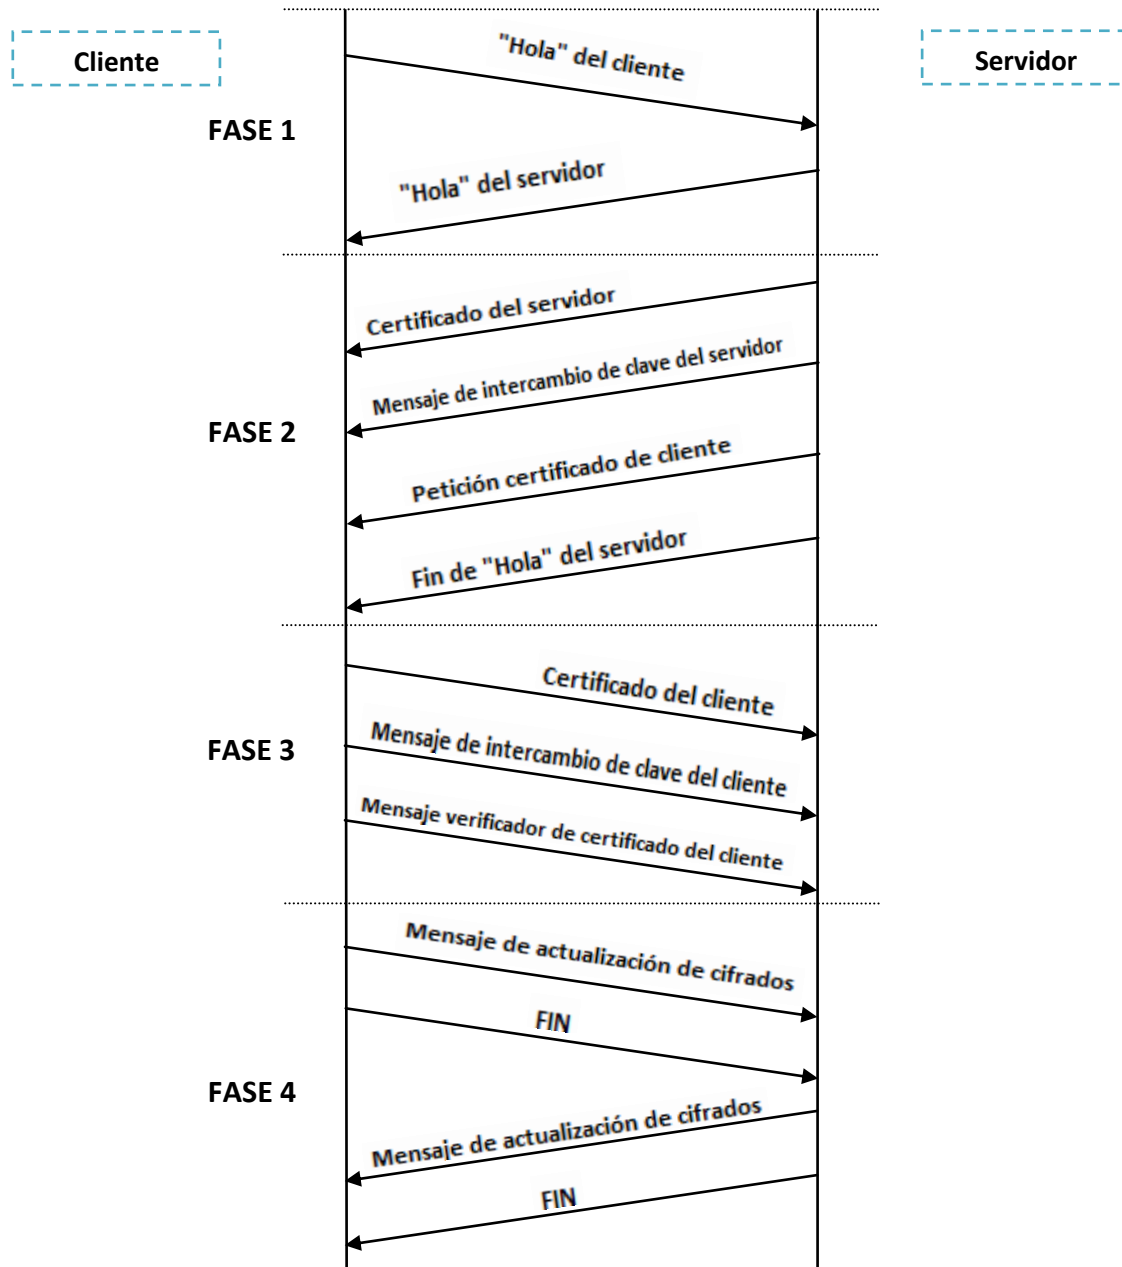 Cliente
Servidor
"Hola" del cliente
FASE 1
"Hola" del servidor
Certificado del servidor
Mensaje de intercambio de clave del servidor
FASE 2
Petición certificado de cliente
Fin de "Hola" del servidor
Certificado del cliente
FASE 3
Mensaje de intercambio de clave del cliente
Mensaje verificador de certificado del cliente
Mensaje de actualización de cifrados
FIN
FASE 4
Mensaje de actualización de cifrados
FIN